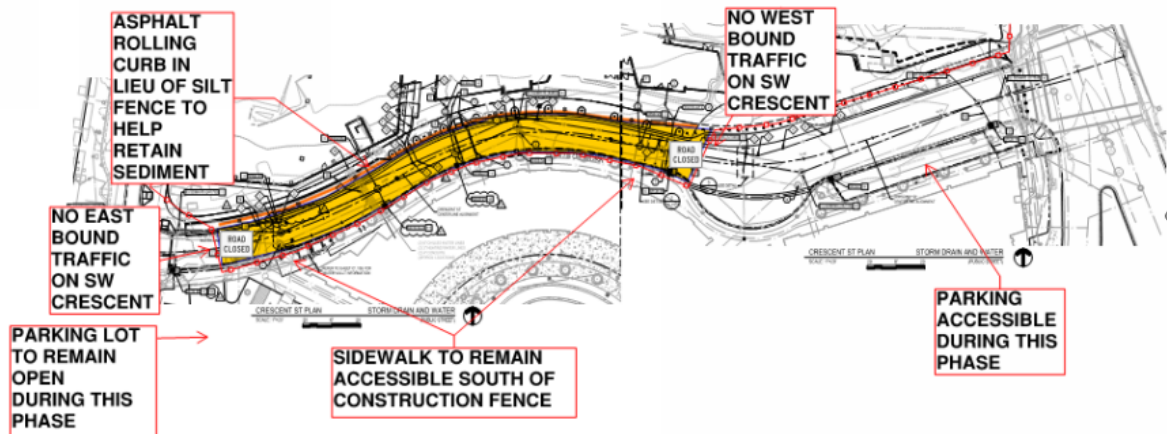 ASPHALT
ROLLING
CURB IN
LIEU OF SILT
FENCE TO
HELP
RETAIN
SEDIMENT
NO WEST
BOUND
TRAFFIC
ON SW
CRESCENT
ROAD
CLOSED
NO EAST
BOUND
TRAFFIC
ON SW
CRESCENT
ROAD
CLOSED
CRESCENT ST PLAN
STORM DRAIN AND WATER
CRESCENT ST PLAN
STORM DRAIN AND WATER
PARKING LOT
TO REMAIN
OPEN
DURING THIS
PHASE
SIDEWALK TO REMAIN
ACCESSIBLE SOUTH OF
CONSTRUCTION FENCE
PARKING
ACCESSIBLE
DURING THIS
PHASE